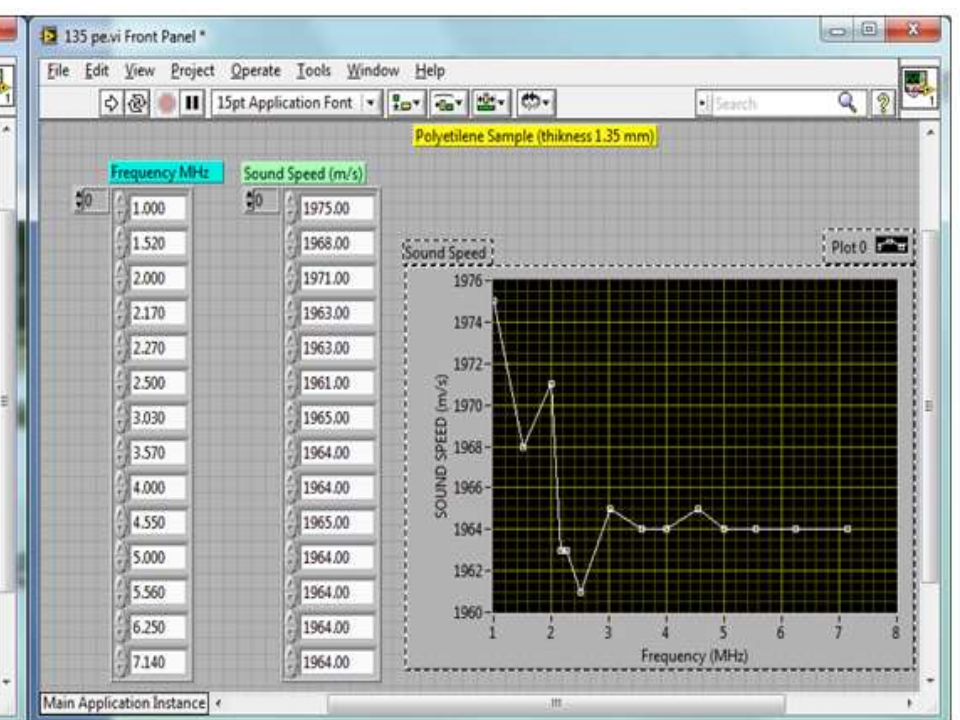 135 pe.vi Front Panel *
File Edit View Project Operate Tools Window Help
15pt Application Font Search
1
1
Polyetilene Sample (thikness 1.35 mm)
Frequency MHz Sound Speed (m/s)
0 1.000 0 1975.00
1.520 1968.00
2.000 1971.00
2.170 1963.00
2.270 1963.00
2.500 1961.00
3.030 1965.00
3.570 1964.00
4.000 1964.00
4.550 1965.00
5.000 1964.00
5.560 1964.00
6.250 1964.00
7.140 1964.00
Sound Speed Plot 0
1976
1974
1972
1970
1968
1966
1964
1962
1960
SOUND SPEED (m/s)
1 2 3 4 5 6 7 8
Frequency (MHz)
Main Application Instance